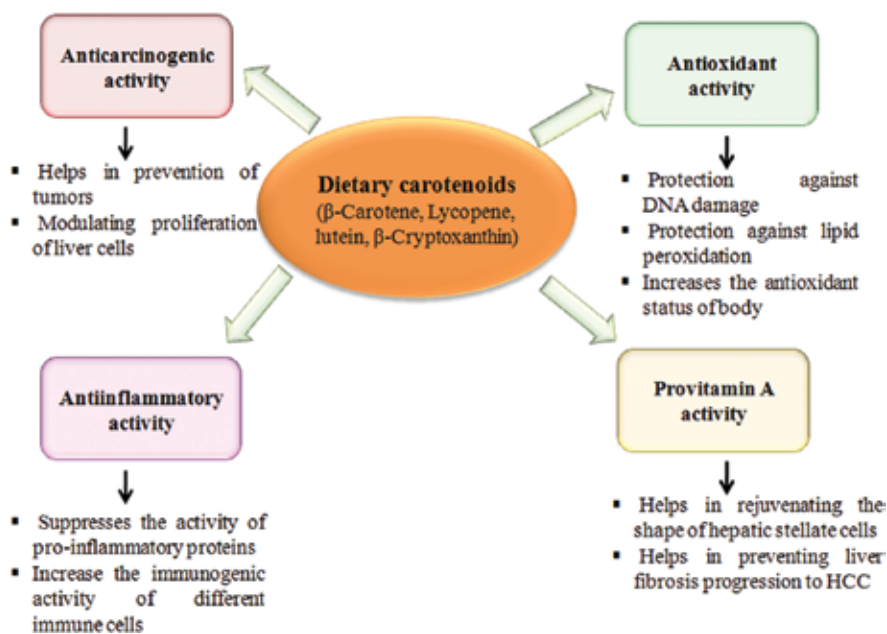 Anticarcinogenic
activity
Helps in prevention of
tumors
Modulating proliferation
of liver cells
Dietary carotenoids
(β-Carotene, Lycopene,
lutein, β-Cryptoxanthin)
Antioxidant
activity
Protection against
DNA damage
Protection against lipid
peroxidation
Increases the antioxidant
status of body
Antiinflammatory
activity
Suppresses the activity of
pro-inflammatory proteins
Increase the immunogenic
activity of different
immune cells
Provitamin A
activity
Helps in rejuvenating the
shape of hepatic stellate cells
Helps in preventing liver
fibrosis progression to HCC